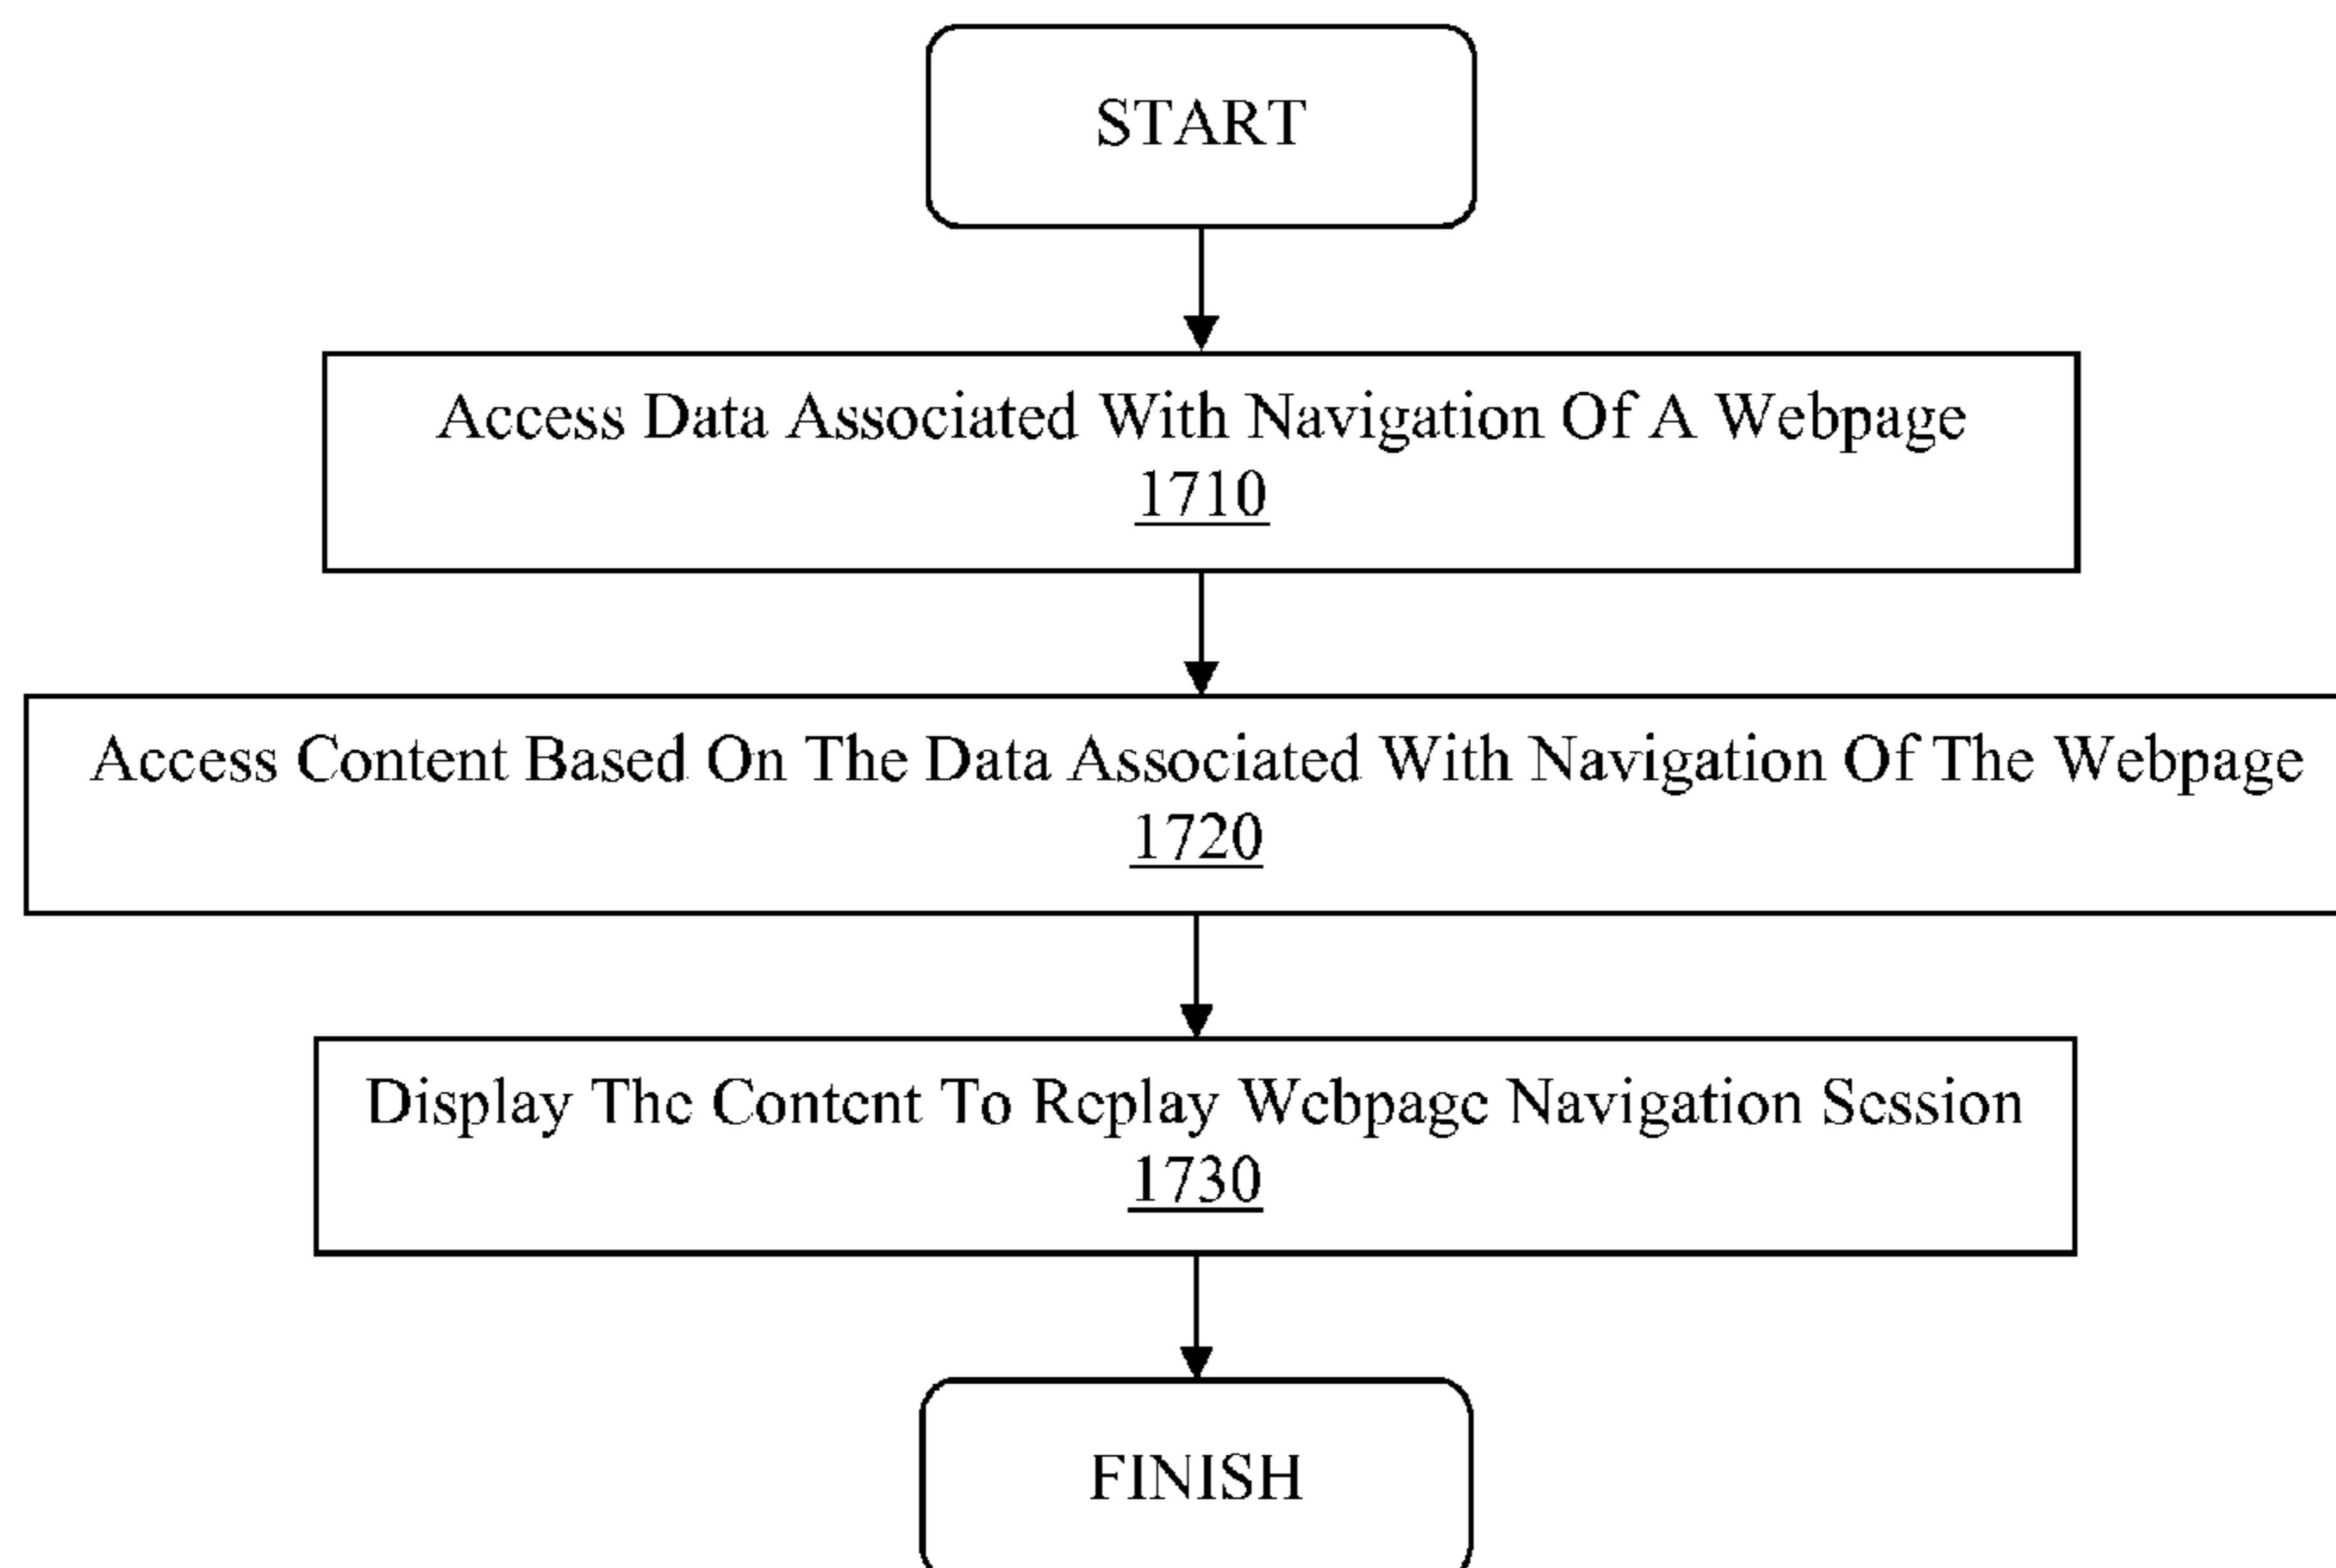 START
Access Data Associated With Navigation Of A Webpage
1710
Access Content Based On The Data Associated With Navigation Of The Webpage
1720
Display The Content To Replay Webpage Navigation Session
1730
FINISH